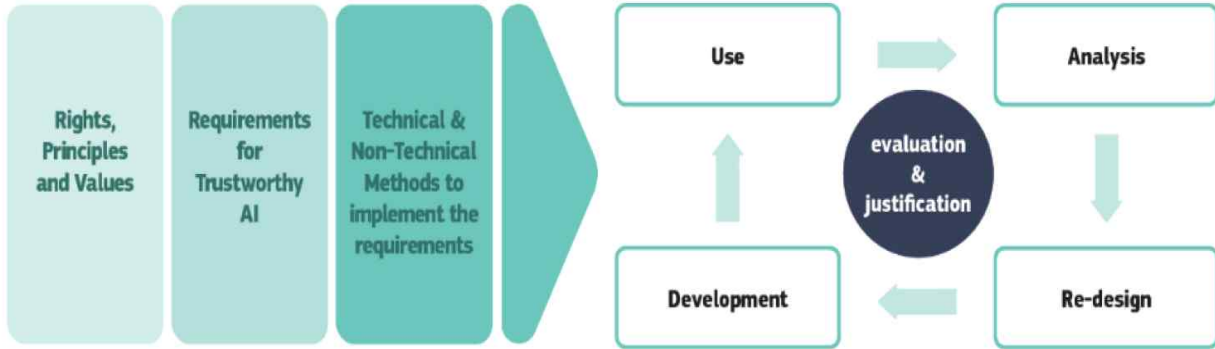 Rights,
Principles
and Values
Requirements
for
Trustworthy
AI
Technical &
Non-Technical
Methods to
implement the
requirements
Use
Analysis
evaluation
&
justification
Development
Re-design